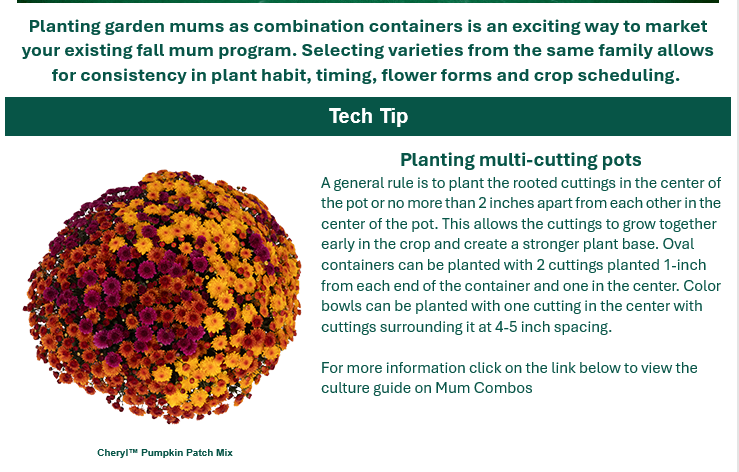 Planting garden mums as combination containers is an exciting way to market
your existing fall mum program. Selecting varieties from the same family allows
for consistency in plant habit, timing, flower forms and crop scheduling.
Tech Tip
Planting multi-cutting pots
A general rule is to plant the rooted cuttings in the center of
the pot or no more than 2 inches apart from each other in the
center of the pot. This allows the cuttings to grow together
early in the crop and create a stronger plant base. Oval
containers can be planted with 2 cuttings planted 1-inch
from each end of the container and one in the center. Color
bowls can be planted with one cutting in the center with
cuttings surrounding it at 4-5 inch spacing.
For more information click on the link below to view the
culture guide on Mum Combos
Cheryl™ Pumpkin Patch Mix